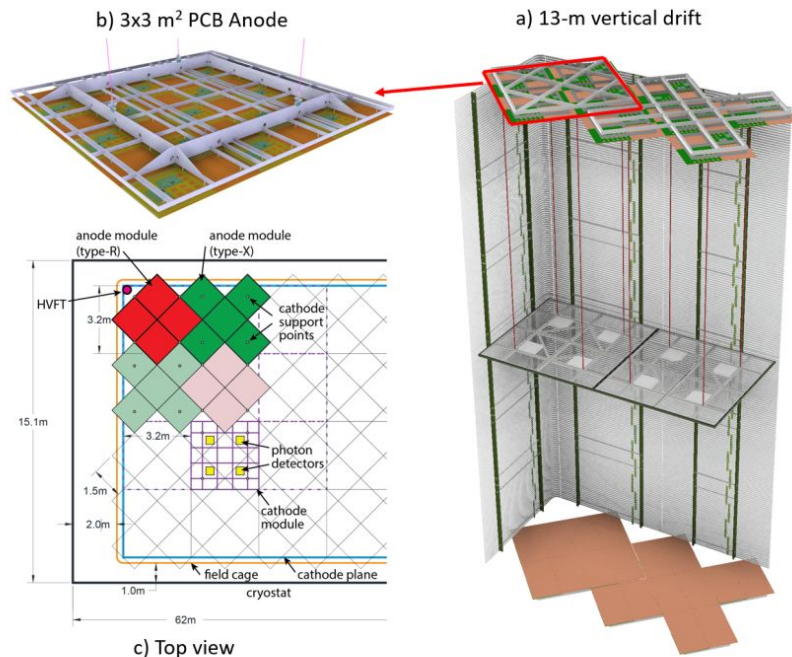 b) 3x3 m² PCB Anode
a) 13-m vertical drift
anode module
(type-R)
anode module
(type-X)
HVFT
3.2m
cathode
support
points
15.1m
3.2m
photon
detectors
1.5m
cathode
module
2.0m
1.0m
field cage
cathode plane
cryostat
62m
c) Top view